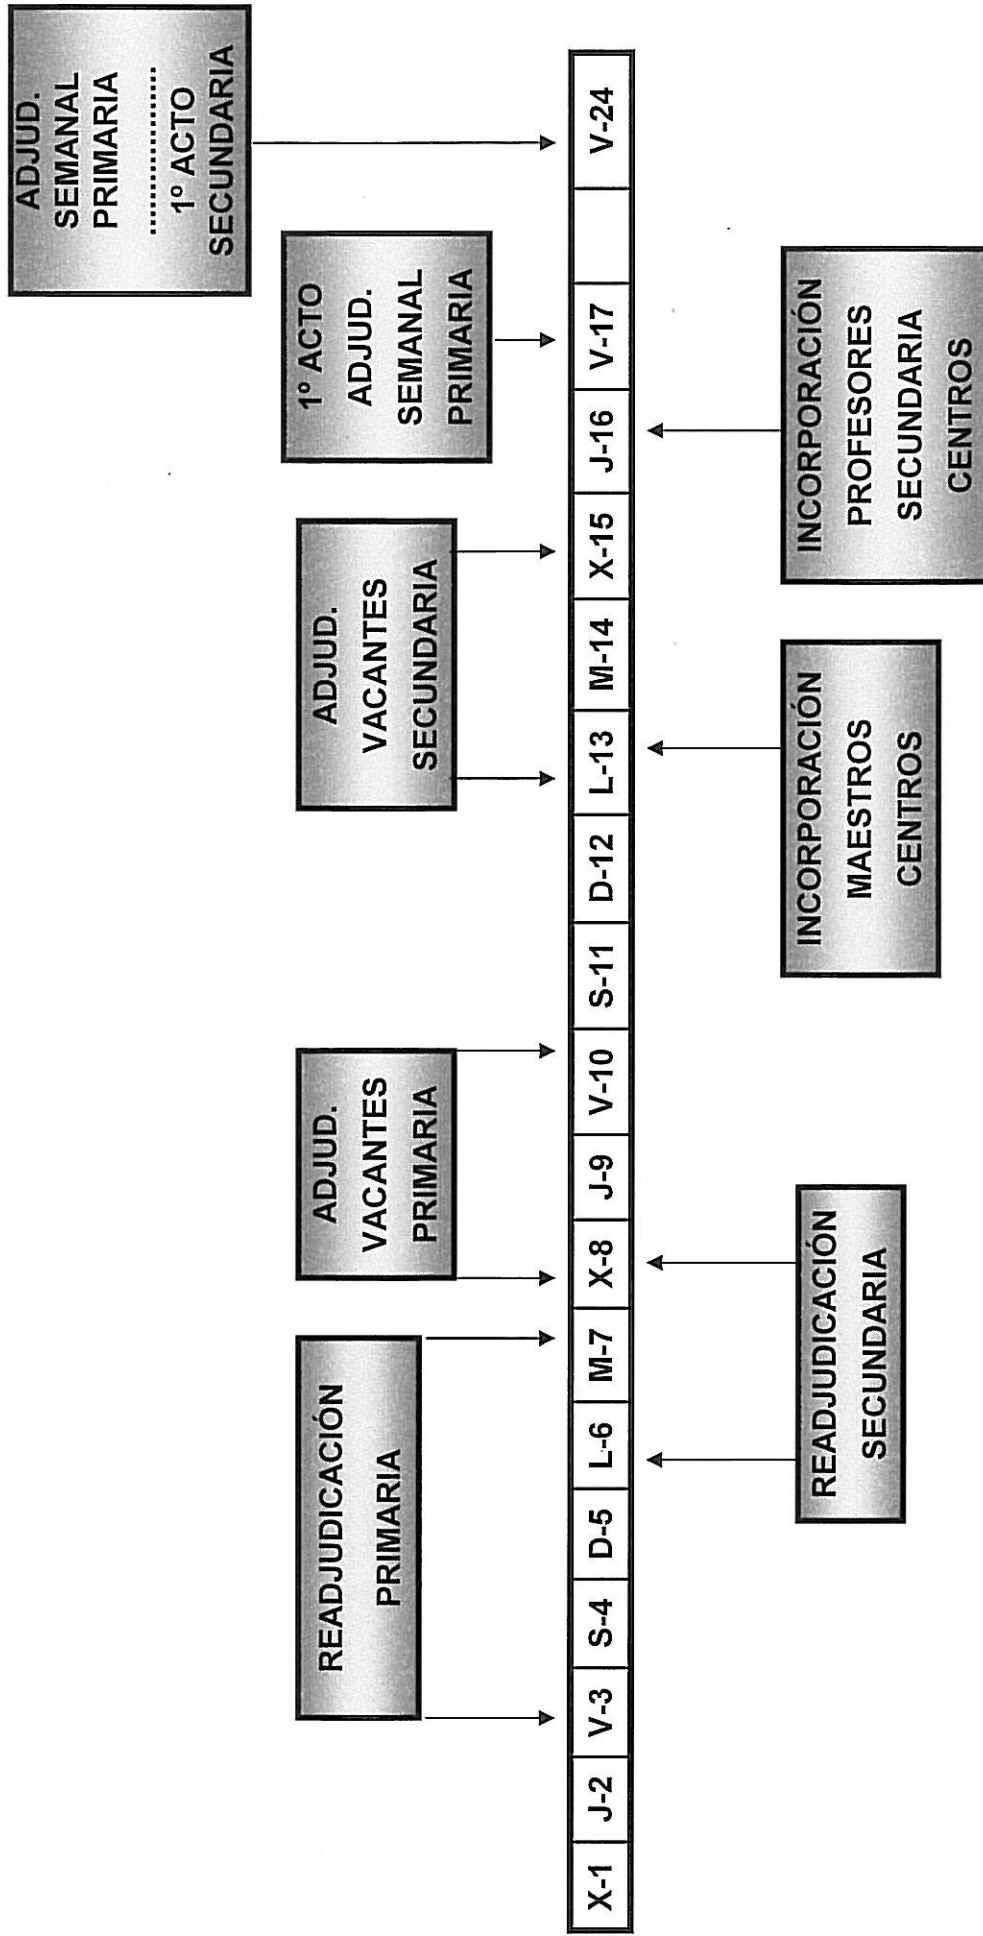 READJUDICACIÓN
PRIMARIA
ADJUD.
VACANTES
PRIMARIA
ADJUD.
VACANTES
SECUNDARIA
1º ACTO
ADJUD.
SEMANAL
PRIMARIA
ADJUD.
SEMANAL
PRIMARIA
....................
1º ACTO
SECUNDARIA
X-1 J-2 V-3 S-4 D-5 L-6 M-7 X-8 J-9 V-10 S-11 D-12 L-13 M-14 X-15 J-16 V-17 V-24
READJUDICACIÓN
SECUNDARIA
INCORPORACIÓN
MAESTROS
CENTROS
INCORPORACIÓN
PROFESORES
SECUNDARIA
CENTROS